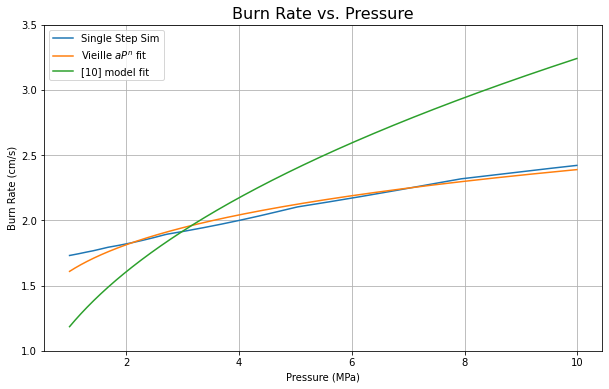 Burn Rate vs. Pressure
Single Step Sim
Vieille aPⁿ fit
[10] model fit
Burn Rate (cm/s)
3.5
3.0
2.5
2.0
1.5
1.0
2
4
6
8
10
Pressure (MPa)